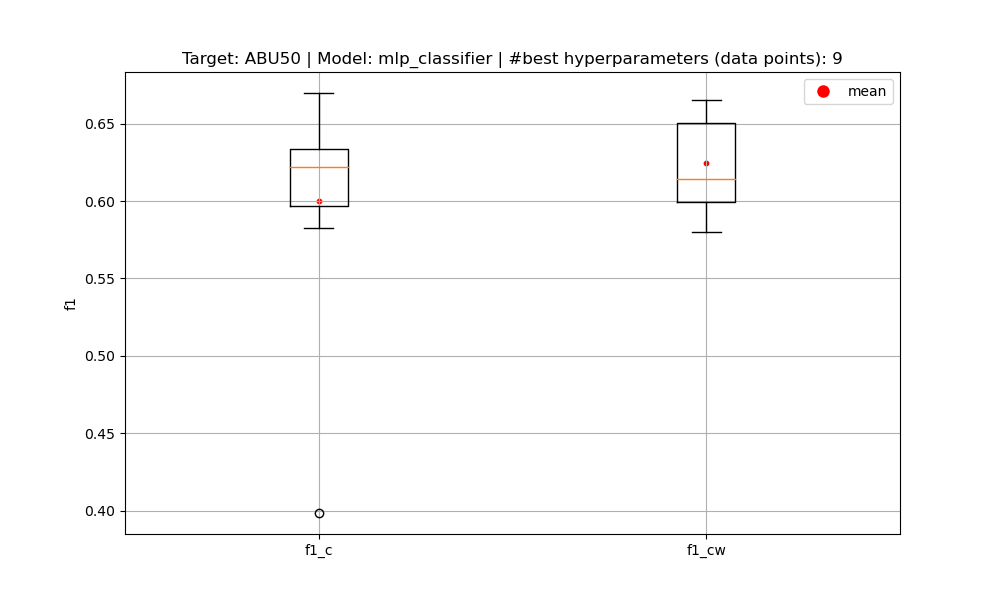 Target: ABU50 | Model: mlp_classifier | #best hyperparameters (data points): 9
mean
0.65
0.60
0.55
0.50
0.45
0.40
f1
f1_c
f1_cw